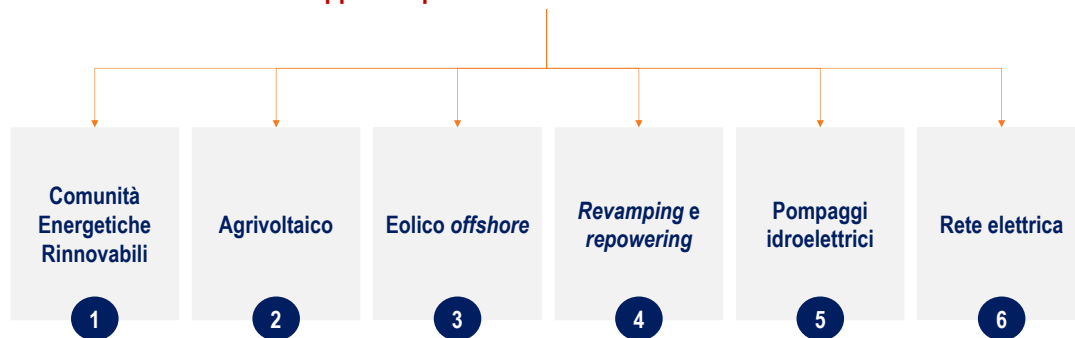 Comunità
Energetiche
Rinnovabili
Agrivoltaico
Eolico offshore
Revamping e
repowering
Pompaggi
idroelettrici
Rete elettrica
1
2
3
4
5
6